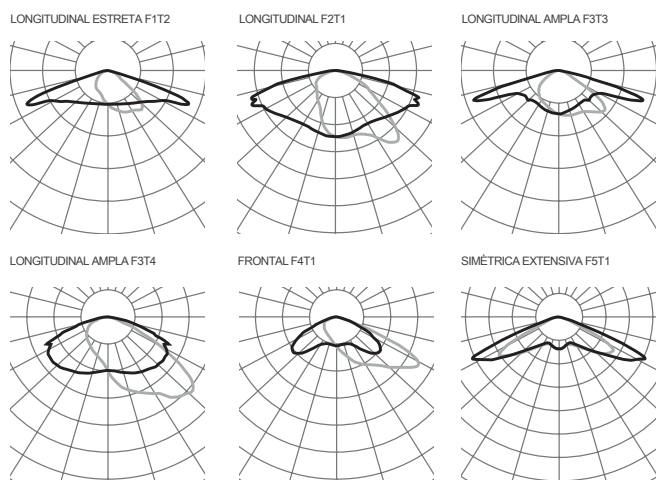 LONGITUDINAL ESTRETA F1T2
LONGITUDINAL F2T1
LONGITUDINAL AMPLA F3T3
LONGITUDINAL AMPLA F3T4
FRONTAL F4T1
SIMÈTRICA EXTENSIVA F5T1